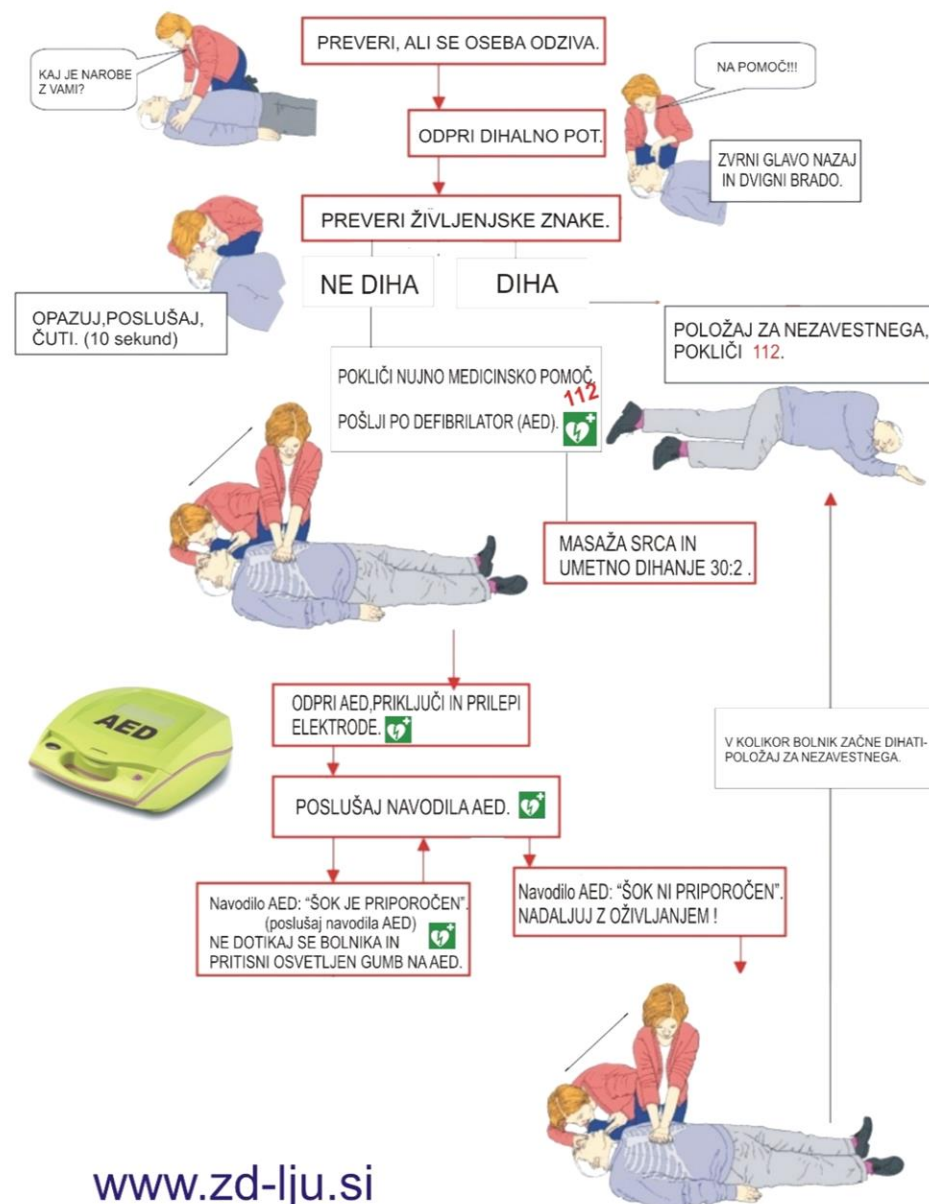 PREVERI, ALI SE OSEBA ODZIVA.
KAJ JE NAROBE
Z VAMI?
NA POMOČ!!!
ODPRI DIHALNO POT.
ZVRNI GLAVO NAZAJ
IN DVIGNI BRADO.
PREVERI ŽIVLJENJSKE ZNAKE.
NE DIHA
DIHA
OPAZUJ,POSLUŠAJ,
ČUTI. (10 sekund)
POLOŽAJ ZA NEZAVESTNEGA,
POKLIČI 112.
POKLIČI NUJNO MEDICINSKO POMOČ
112
POŠLJI PO DEFIBRILATOR (AED).
MASAŽA SRCA IN
UMETNO DIHANJE 30:2 .
AED
ODPRI AED,PRIKLJUČI IN PRILEPI
ELEKTRODE.
V KOLIKOR BOLNIK ZAČNE DIHATI-
POLOŽAJ ZA NEZAVESTNEGA.
POSLUŠAJ NAVODILA AED.
Navodilo AED: “ŠOK JE PRIPOROČEN”.
(poslušaj navodila AED)
NE DOTIKAJ SE BOLNIKA IN
PRITISNI OSVETLJEN GUMB NA AED.
Navodilo AED: “ŠOK NI PRIPOROČEN”.
NADALJUJ Z OŽIVLJANJEM !
www.zd-lju.si